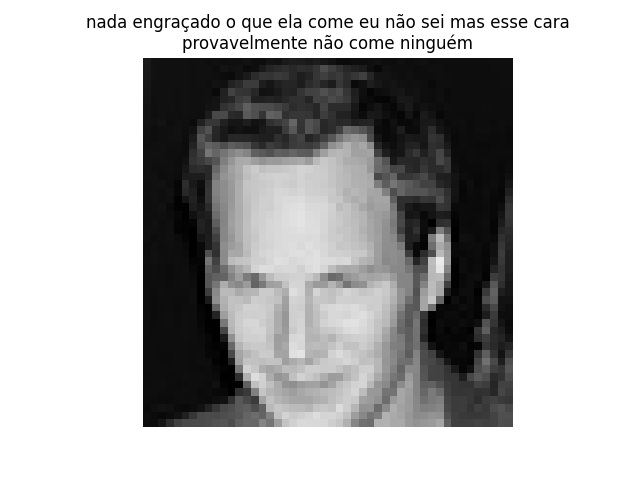 nada engraçado o que ela come eu não sei mas esse cara
provavelmente não come ninguém